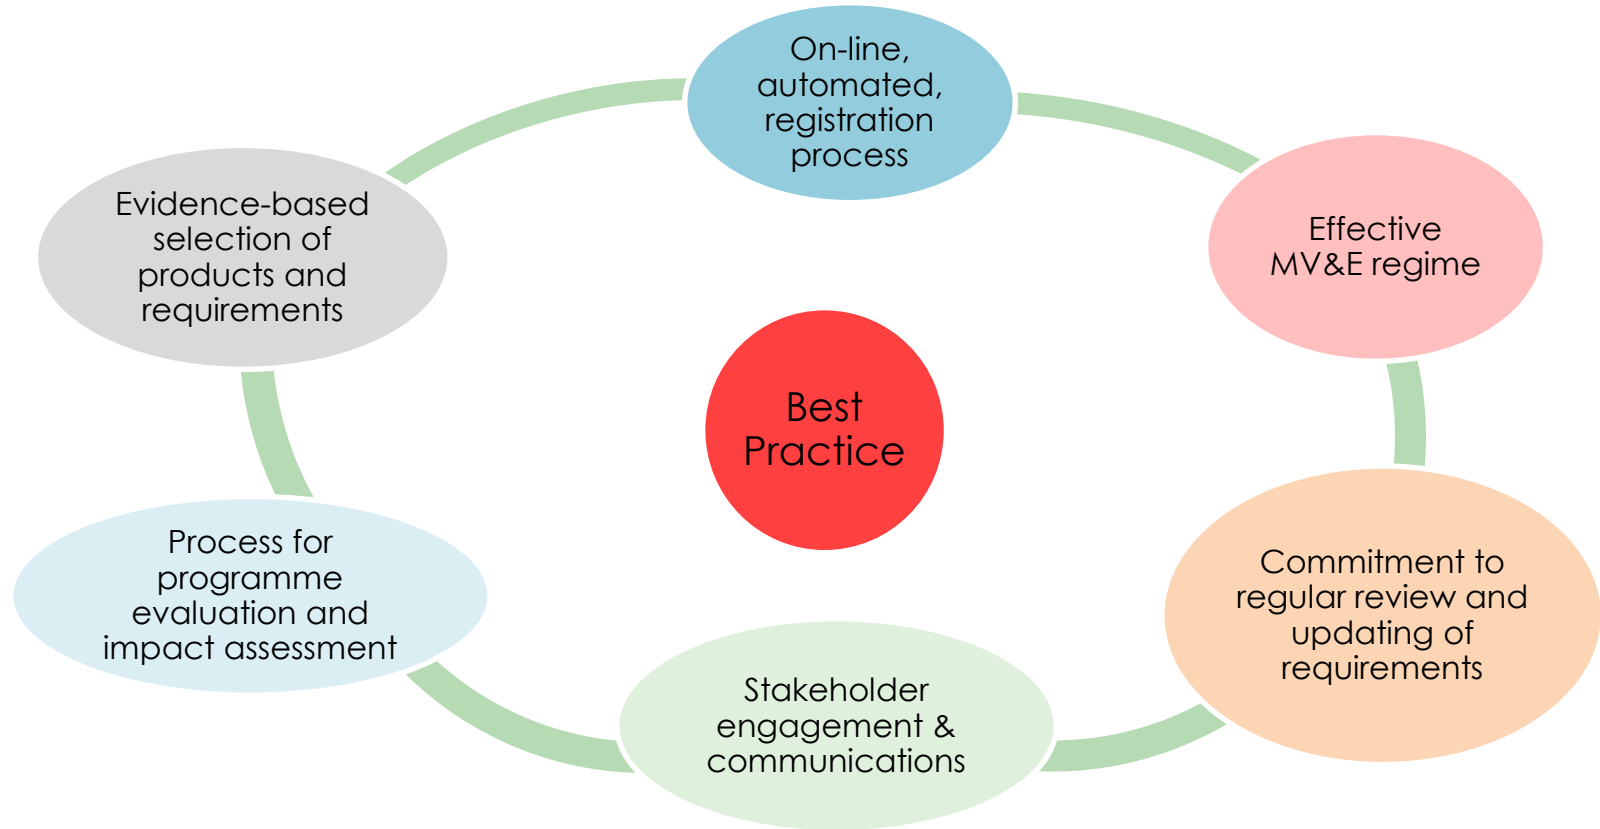 On-line,
automated,
registration
process
Evidence-based
selection of
products and
requirements
Effective
MV&E regime
Best
Practice
Process for
programme
evaluation and
impact assessment
Commitment to
regular review and
updating of
requirements
Stakeholder
engagement &
communications